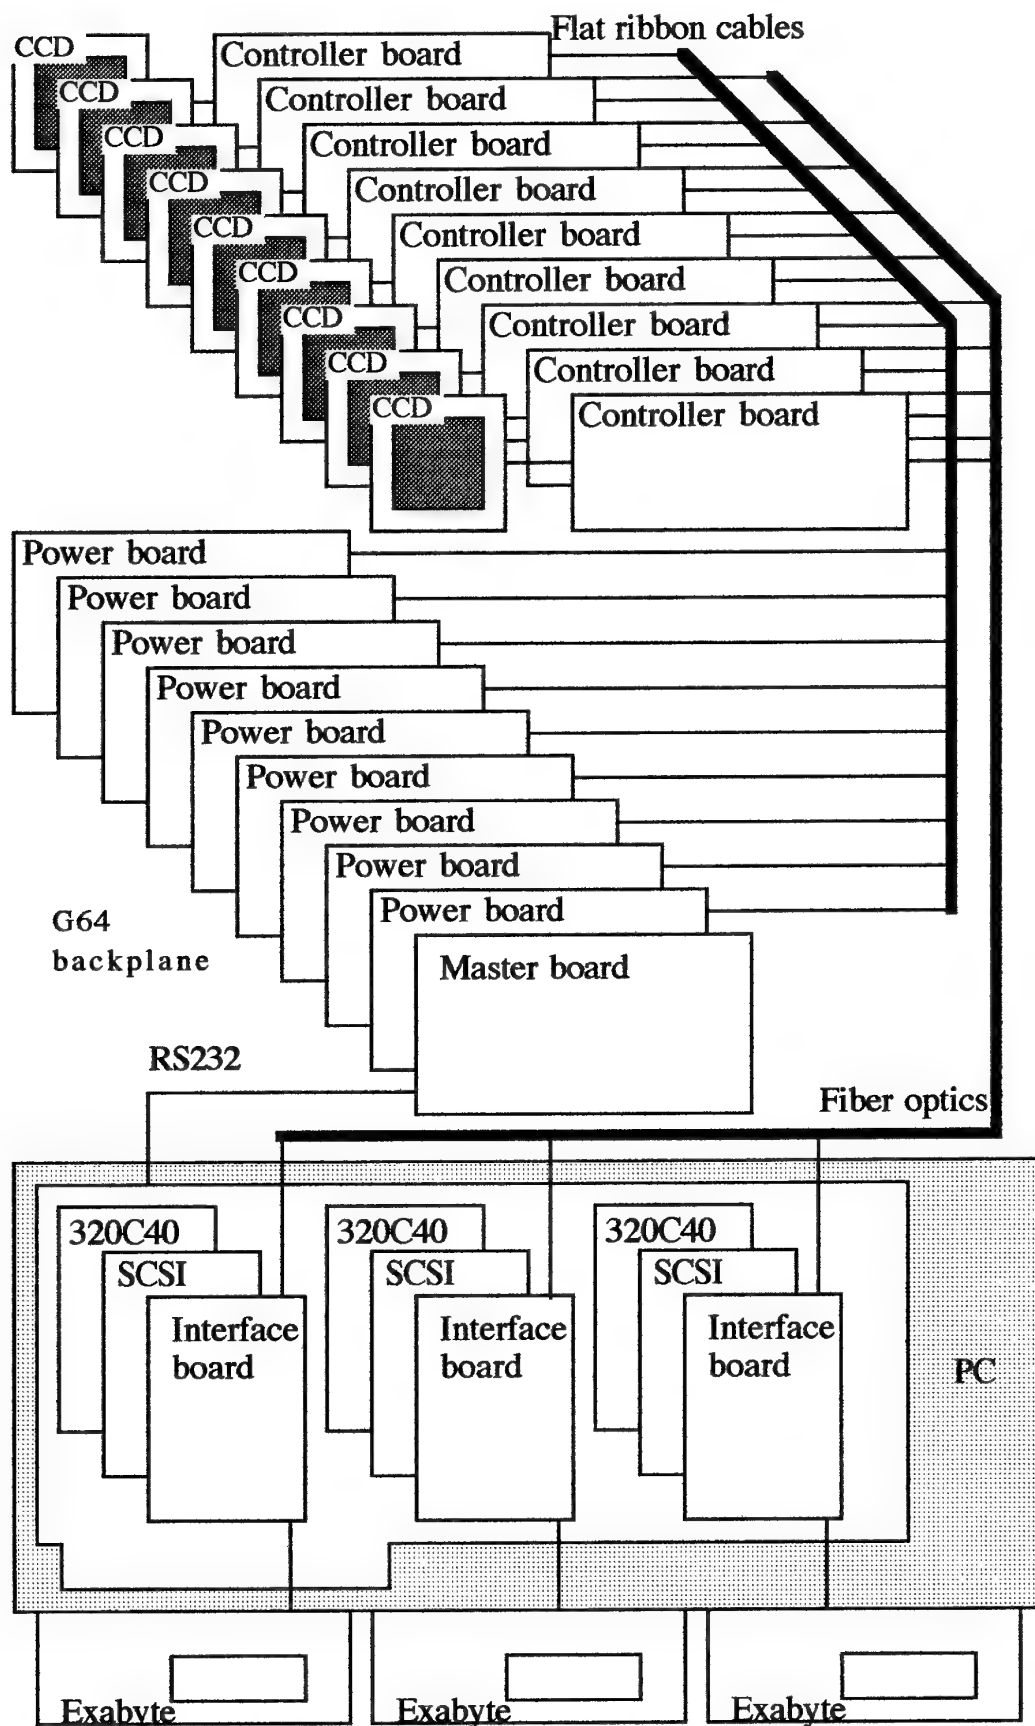 Flat ribbon cables
CCD
Controller board
CCD
Controller board
CCD
Controller board
CCD
Controller board
CCD
Controller board
CCD
Controller board
CCD
Controller board
CCD
Controller board
CCD
Controller board
Power board
Power board
Power board
Power board
Power board
Power board
Power board
Power board
Power board
G64
backplane
Master board
RS232
Fiber optics
320C40
320C40
320C40
SCSI
SCSI
SCSI
Interface
board
Interface
board
Interface
board
PC
Exabyte
Exabyte
Exabyte